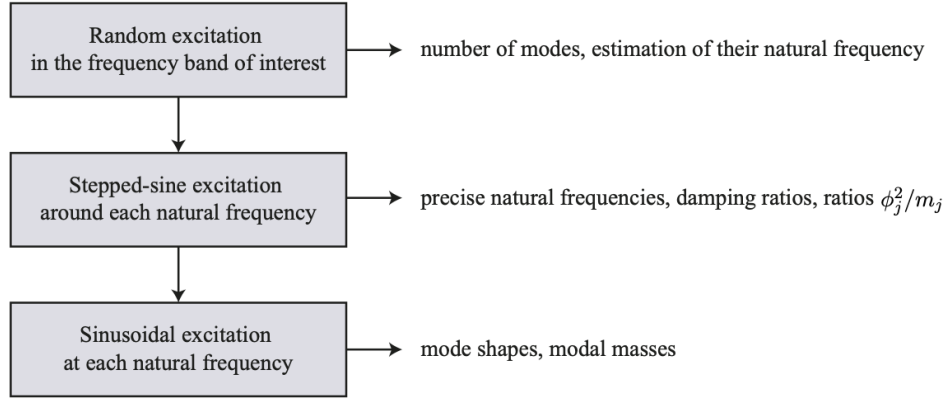 Random excitation
in the frequency band of interest
number of modes, estimation of their natural frequency
Stepped-sine excitation
around each natural frequency
precise natural frequencies, damping ratios, ratios ϕ_j^2/m_j
Sinusoidal excitation
at each natural frequency
mode shapes, modal masses